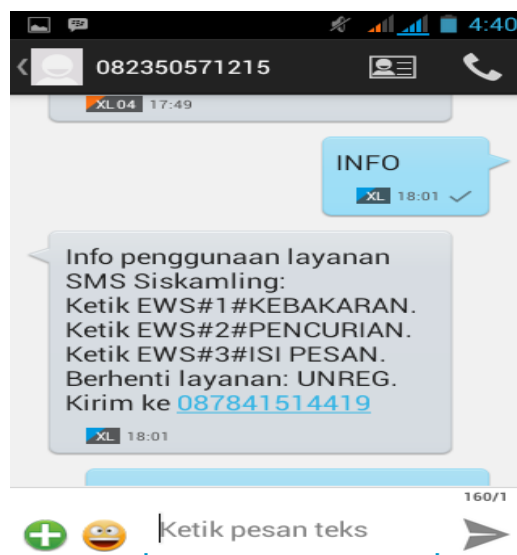 4:40
082350571215
XL 04 17:49
INFO
XL 18:01
Info penggunaan layanan
SMS Siskamling:
Ketik EWS#1#KEBAKARAN.
Ketik EWS#2#PENCURIAN.
Ketik EWS#3#ISI PESAN.
Berhenti layanan: UNREG.
Kirim ke 087841514419
XL 18:01
160/1
Ketik pesan teks